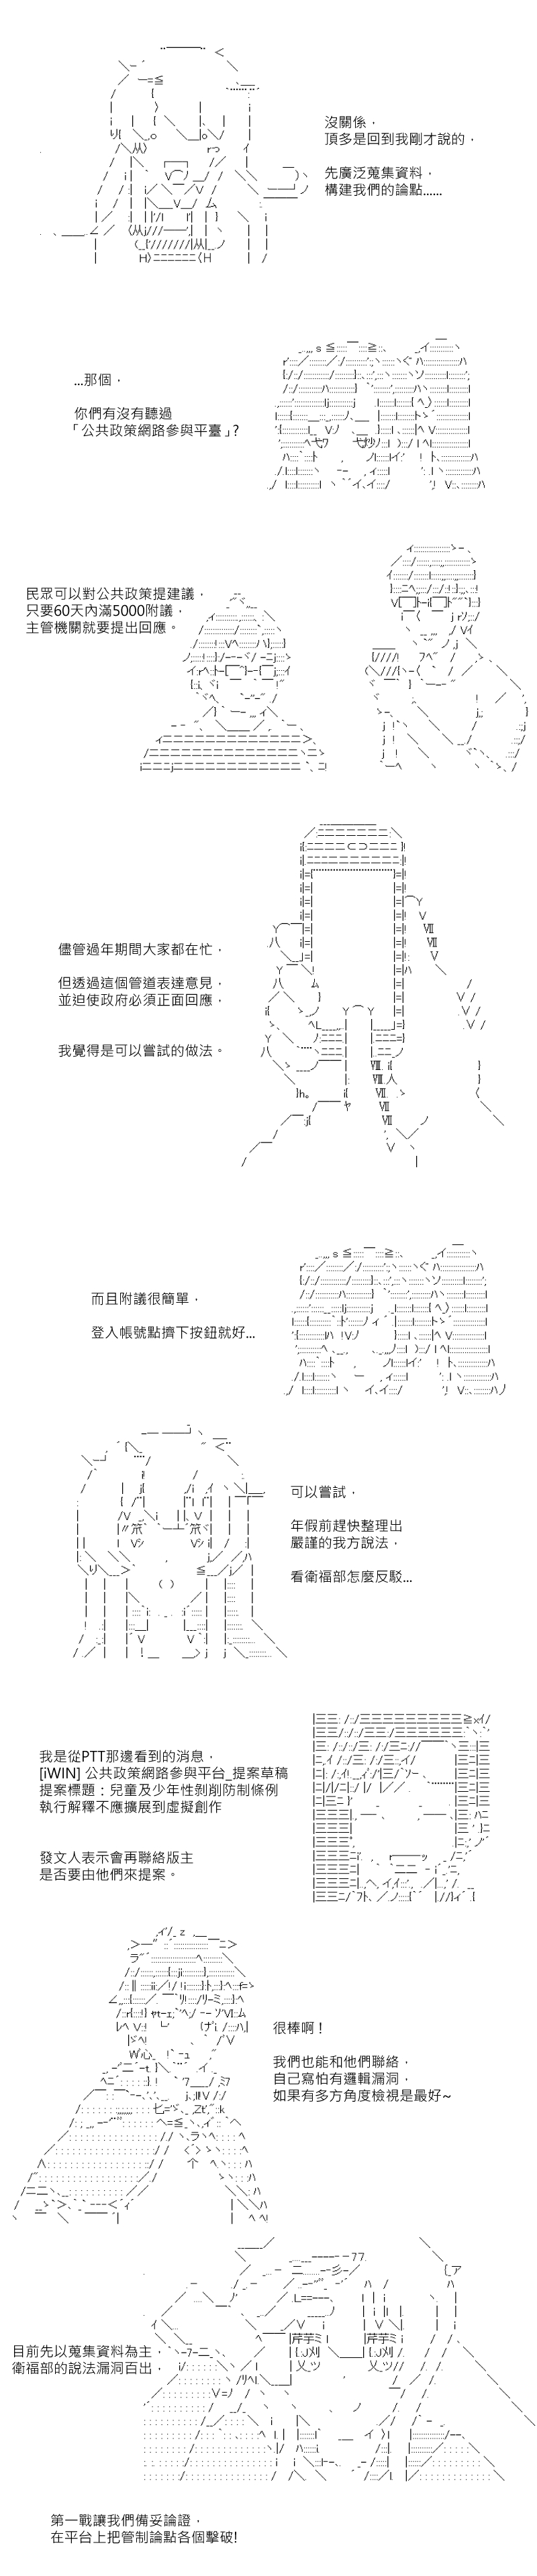 沒關係，
頂多是回到我剛才說的，
先廣泛蒐集資料，
構建我們的論點......
...那個，
你們有沒有聽過
「公共政策網路參與平臺」?
民眾可以對公共政策提建議，
只要60天內滿5000附議，
主管機關就要提出回應。
儘管過年期間大家都在忙，
但透過這個管道表達意見，
並迫使政府必須正面回應，
我覺得是可以嘗試的做法。
而且附議很簡單，
登入帳號點擠下按鈕就好...
可以嘗試，
年假前趕快整理出
嚴謹的我方說法，
看衛福部怎麼反駁...
我是從PTT那邊看到的消息，
[iWIN] 公共政策網路參與平台_提案草稿
提案標題：兒童及少年性剝削防制條例
執行解釋不應擴展到虛擬創作
發文人表示會再聯絡版主
是否要由他們來提案。
很棒啊！
我們也能和他們聯絡，
自己寫怕有邏輯漏洞，
如果有多方角度檢視是最好~
目前先以蒐集資料為主，
衛福部的說法漏洞百出，
第一戰讓我們備妥論證，
在平台上把管制論點各個擊破!